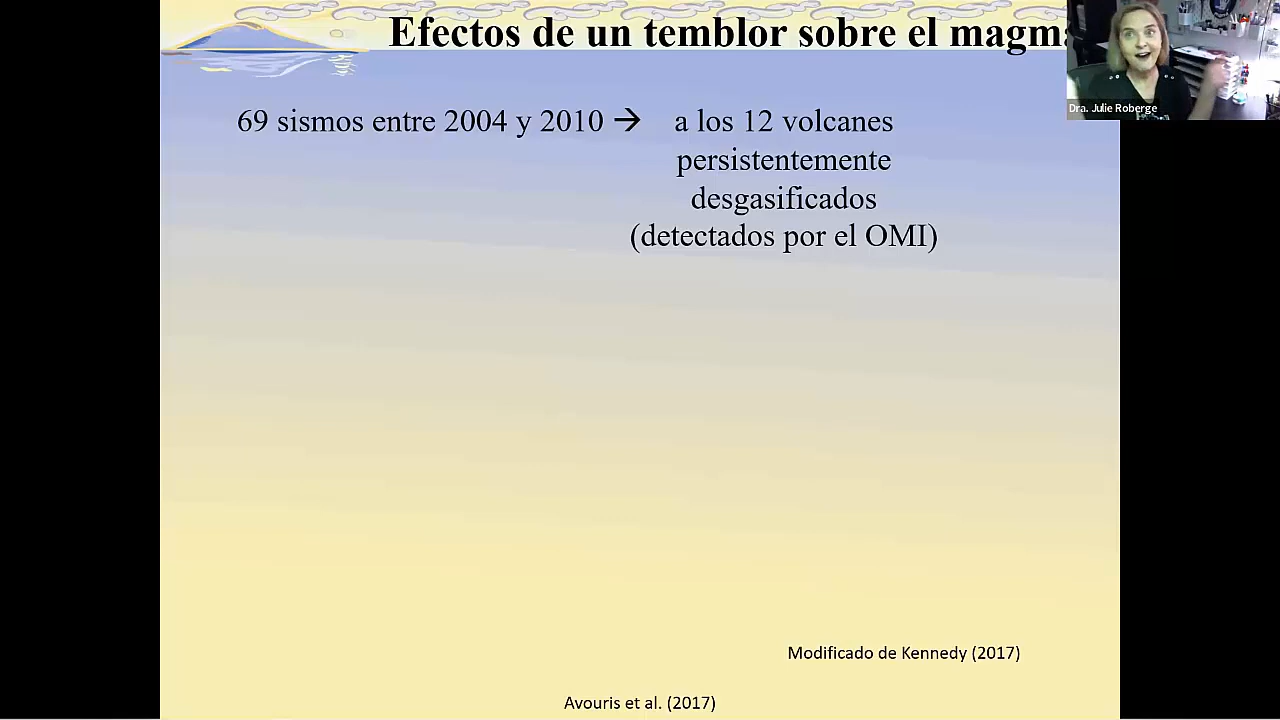 Efectos de un temblor sobre el magma
Dra. Julie Roberge
69 sismos entre 2004 y 2010 → a los 12 volcanes
persistentemente
desgasificados
(detectados por el OMI)
Modificado de Kennedy (2017)
Avouris et al. (2017)